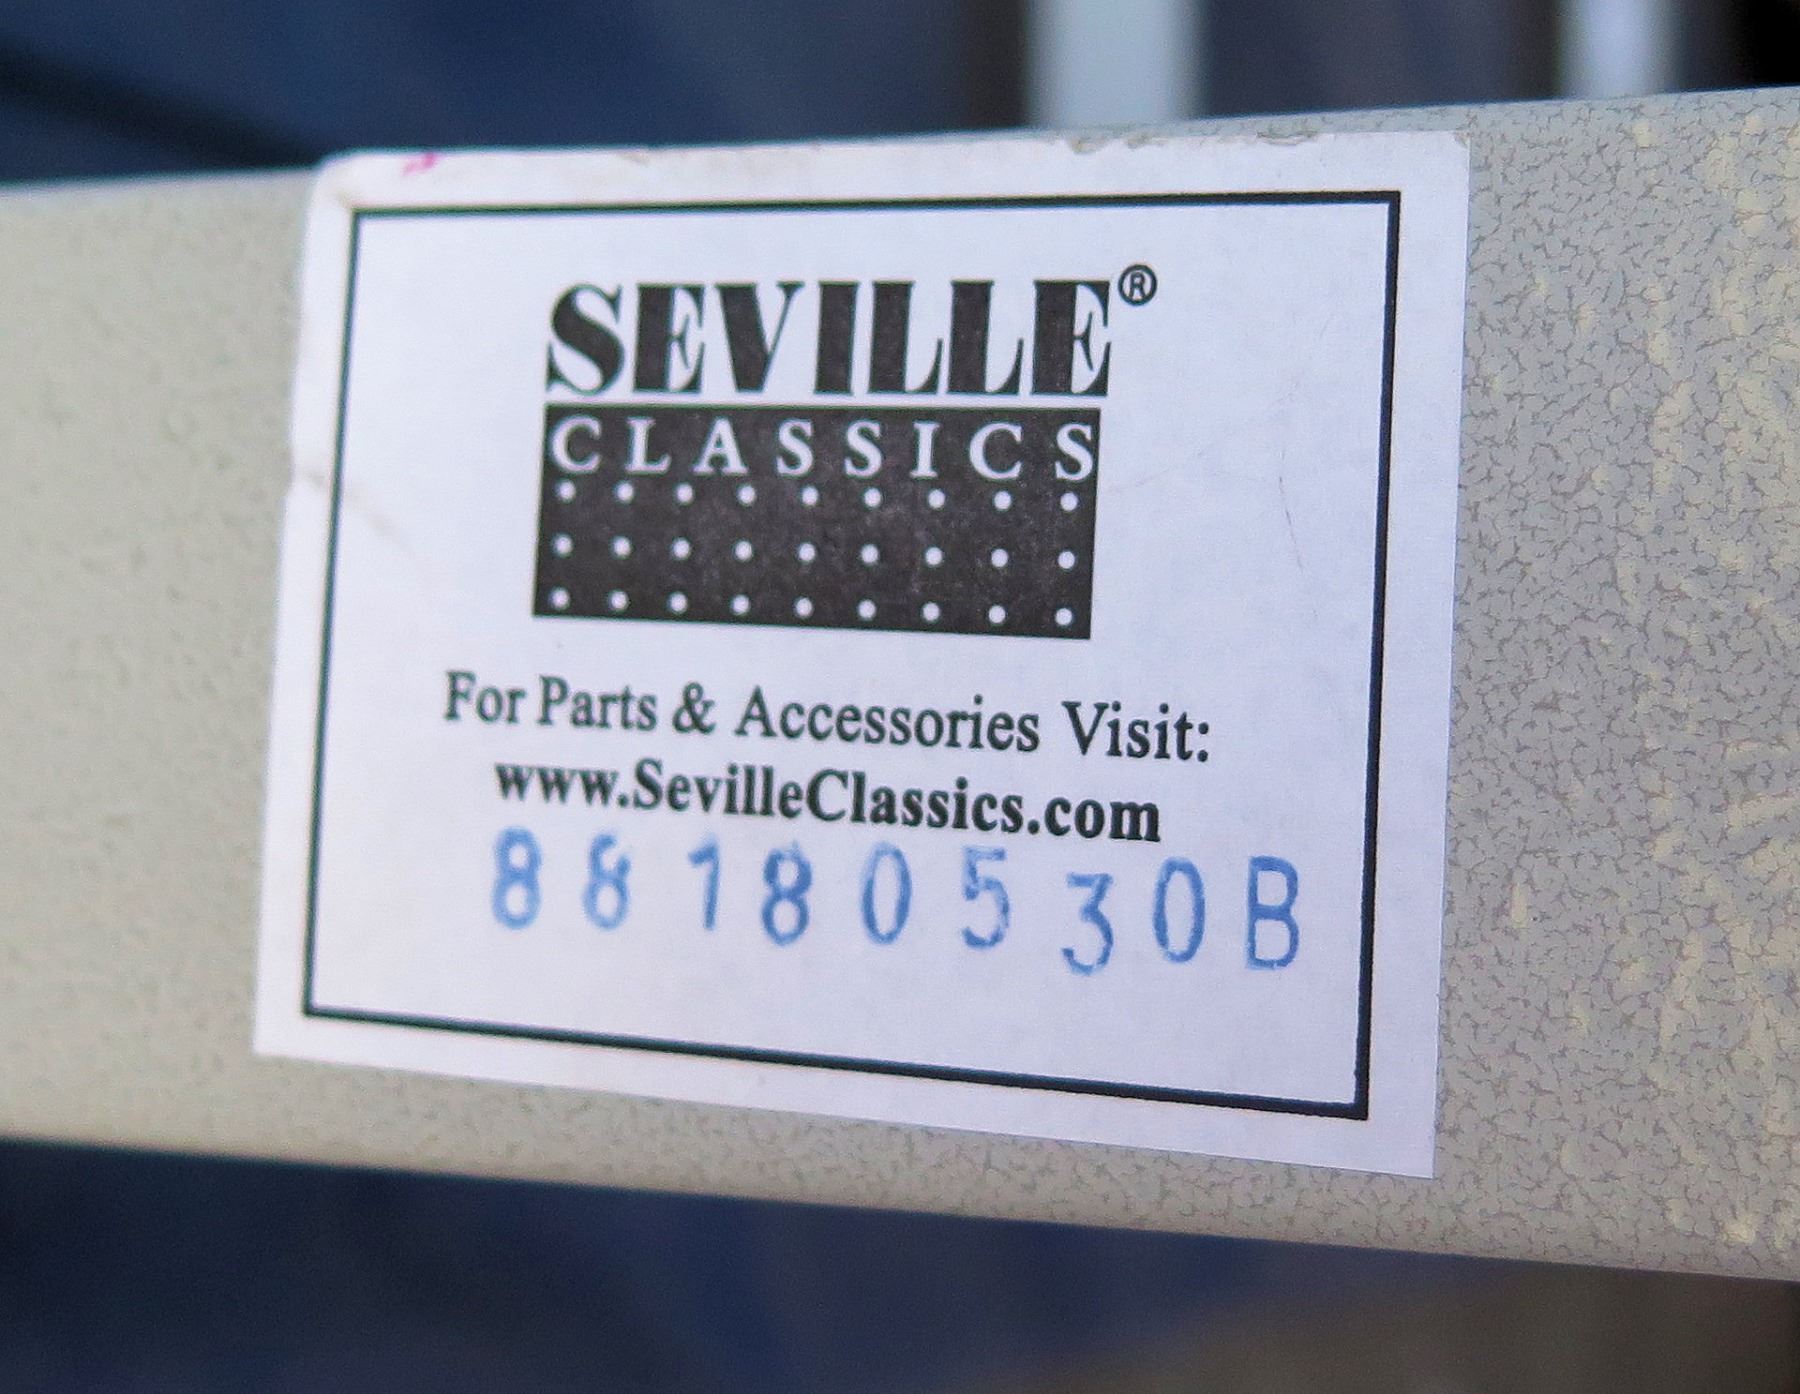 SEVILLE®
CLASSICS
For Parts & Accessories Visit:
www.SevilleClassics.com
88180530B